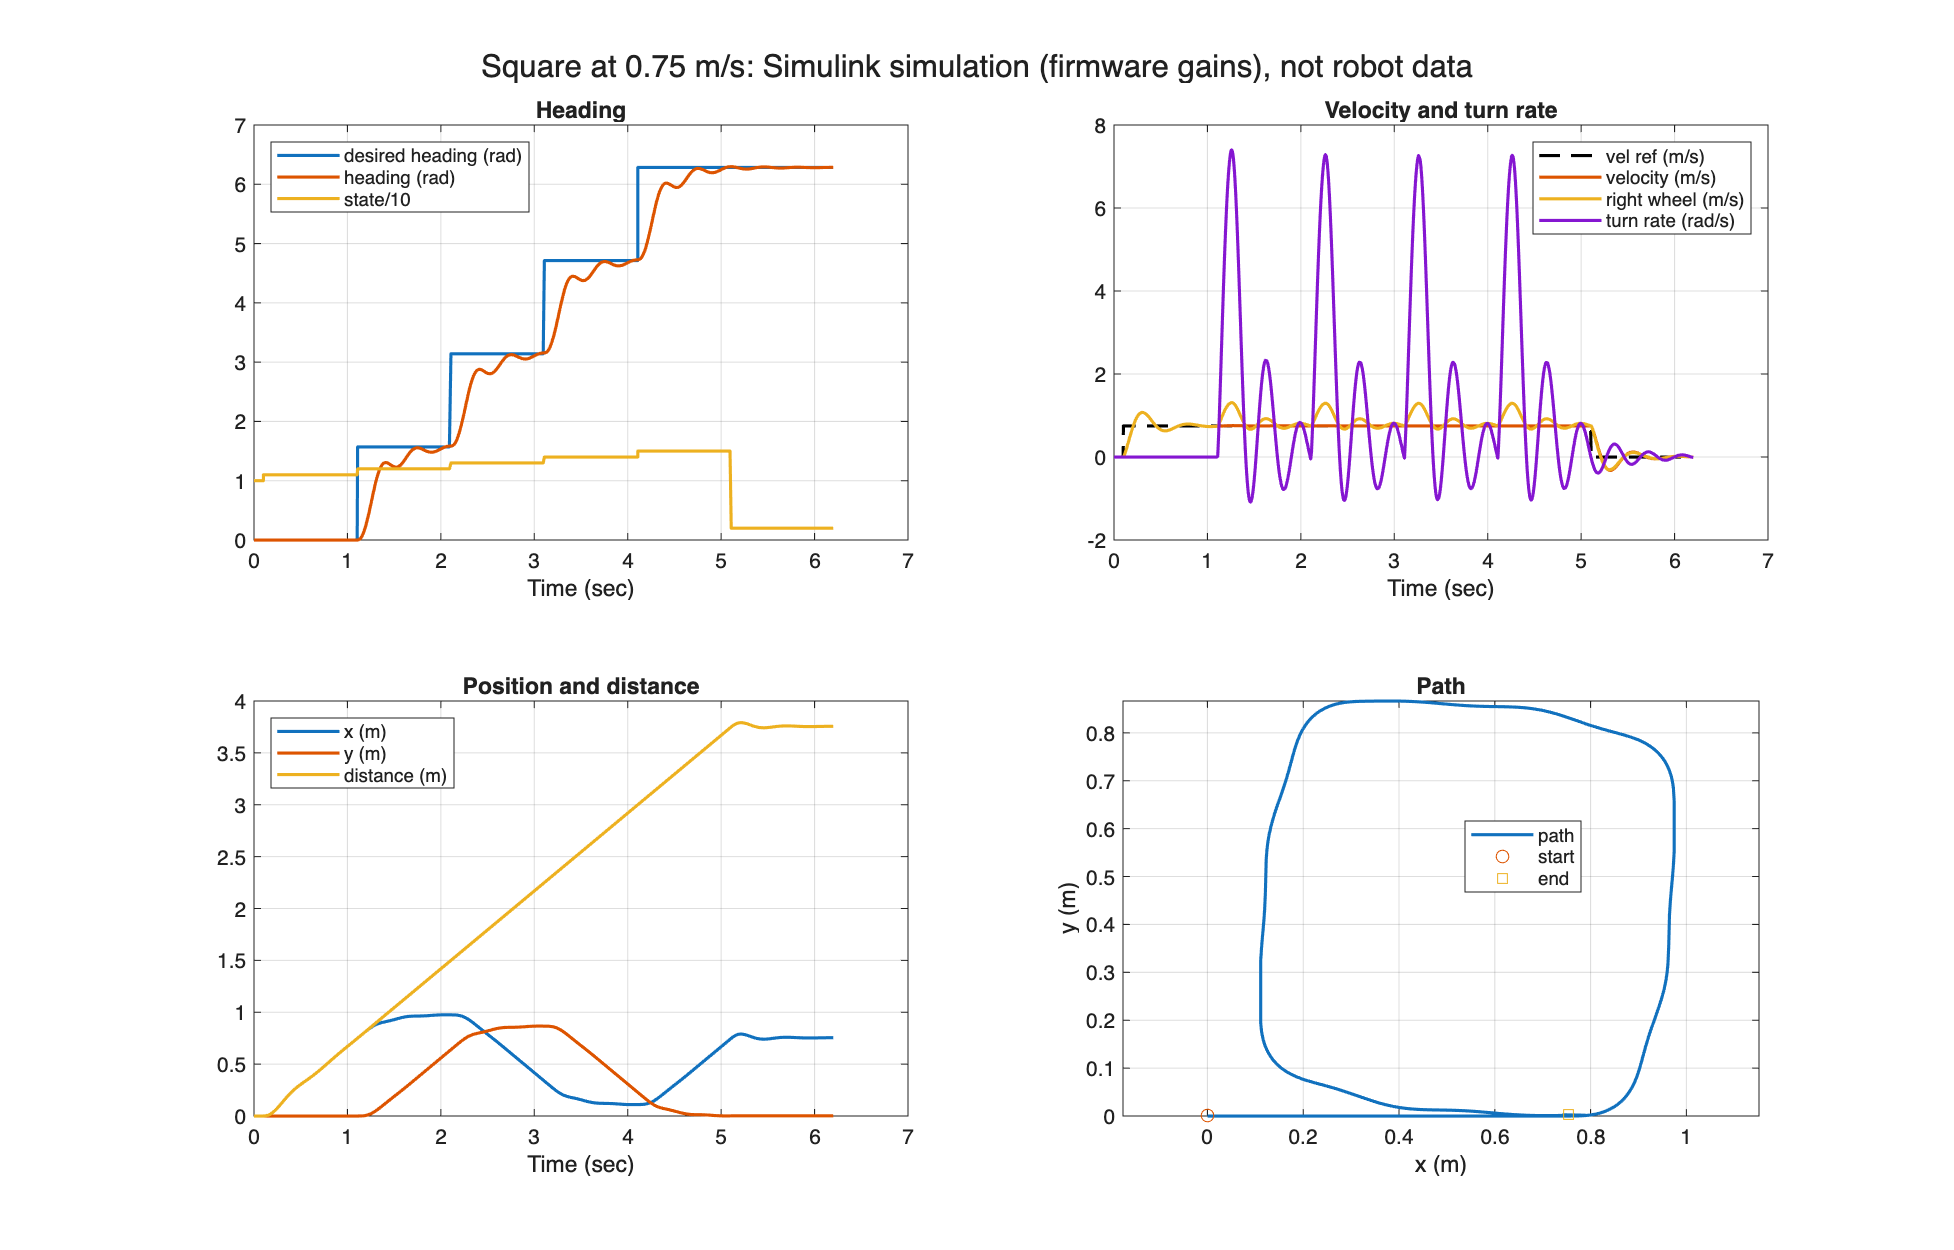 Square at 0.75 m/s: Simulink simulation (firmware gains), not robot data
Heading
7
6
5
4
3
2
1
0
desired heading (rad)
heading (rad)
state/10
0 1 2 3 4 5 6 7
Time (sec)
Velocity and turn rate
8
6
4
2
0
-2
vel ref (m/s)
velocity (m/s)
right wheel (m/s)
turn rate (rad/s)
0 1 2 3 4 5 6 7
Time (sec)
Position and distance
4
3.5
3
2.5
2
1.5
1
0.5
0
x (m)
y (m)
distance (m)
0 1 2 3 4 5 6 7
Time (sec)
Path
0.8
0.7
0.6
0.5
0.4
0.3
0.2
0.1
0
y (m)
path
start
end
0 0.2 0.4 0.6 0.8 1
x (m)